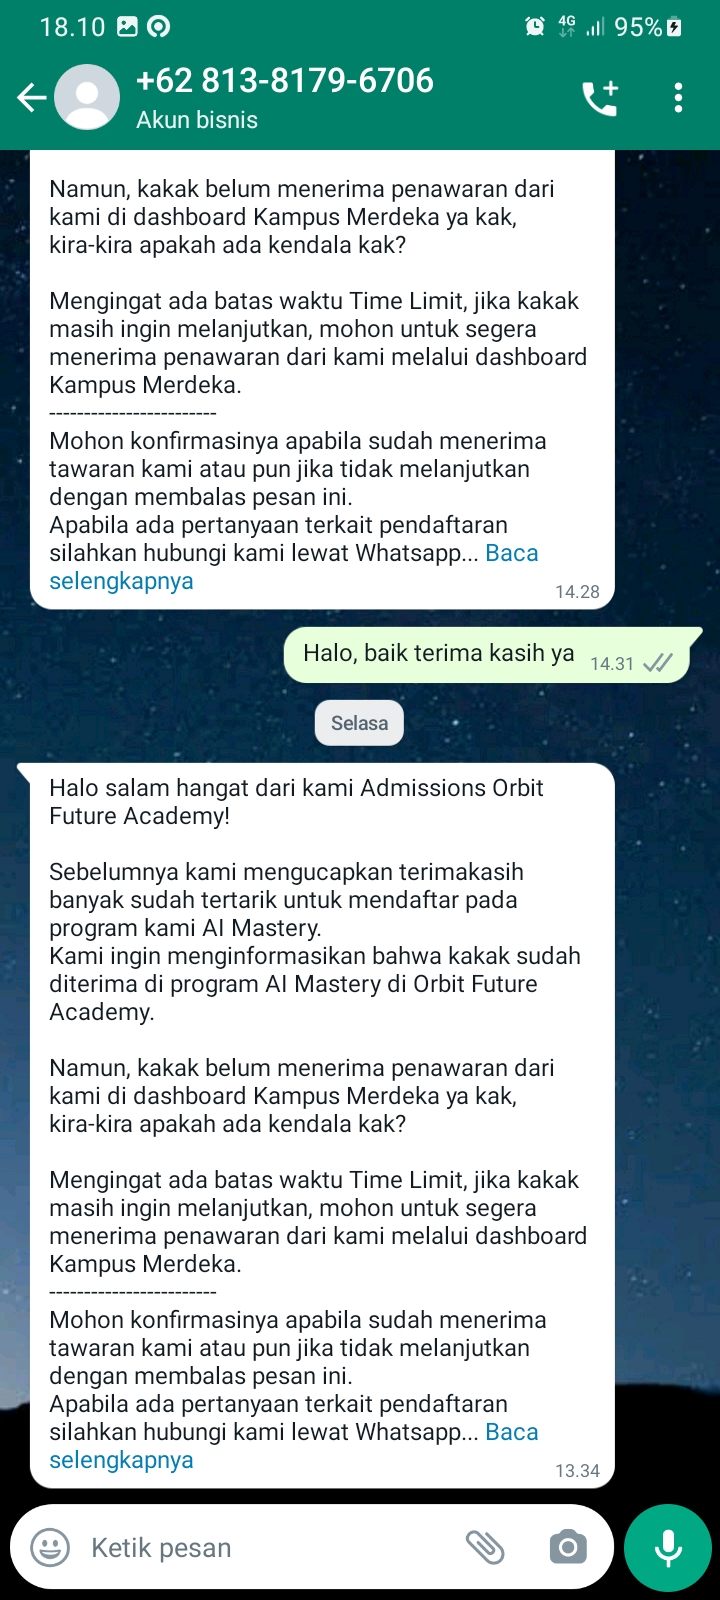 18.10
4G
95%
+62 813-8179-6706
Akun bisnis
Namun, kakak belum menerima penawaran dari
kami di dashboard Kampus Merdeka ya kak,
kira-kira apakah ada kendala kak?
Mengingat ada batas waktu Time Limit, jika kakak
masih ingin melanjutkan, mohon untuk segera
menerima penawaran dari kami melalui dashboard
Kampus Merdeka.
------------------------
Mohon konfirmasinya apabila sudah menerima
tawaran kami atau pun jika tidak melanjutkan
dengan membalas pesan ini.
Apabila ada pertanyaan terkait pendaftaran
silahkan hubungi kami lewat Whatsapp... Baca
selengkapnya
14.28
Halo, baik terima kasih ya 14.31
Selasa
Halo salam hangat dari kami Admissions Orbit
Future Academy!
Sebelumnya kami mengucapkan terimakasih
banyak sudah tertarik untuk mendaftar pada
program kami AI Mastery.
Kami ingin menginformasikan bahwa kakak sudah
diterima di program AI Mastery di Orbit Future
Academy.
Namun, kakak belum menerima penawaran dari
kami di dashboard Kampus Merdeka ya kak,
kira-kira apakah ada kendala kak?
Mengingat ada batas waktu Time Limit, jika kakak
masih ingin melanjutkan, mohon untuk segera
menerima penawaran dari kami melalui dashboard
Kampus Merdeka.
------------------------
Mohon konfirmasinya apabila sudah menerima
tawaran kami atau pun jika tidak melanjutkan
dengan membalas pesan ini.
Apabila ada pertanyaan terkait pendaftaran
silahkan hubungi kami lewat Whatsapp... Baca
selengkapnya
13.34
Ketik pesan